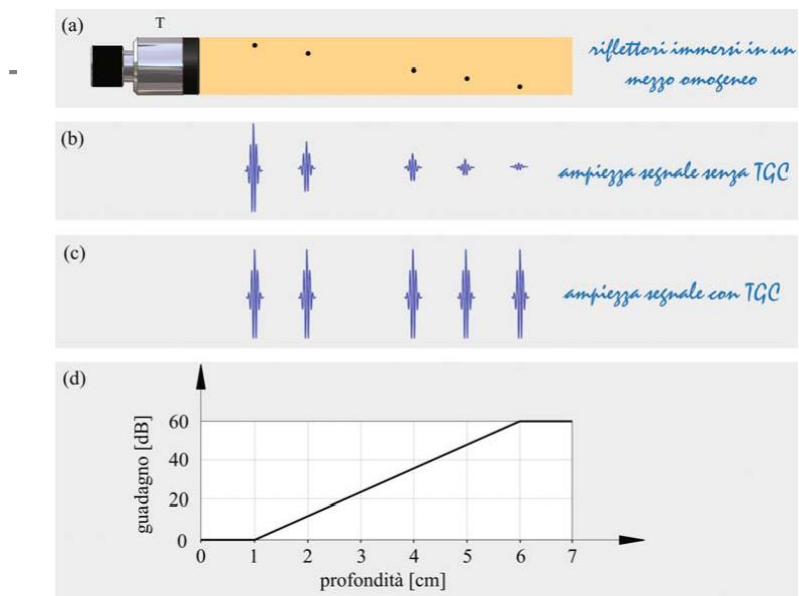 (a)
T
riflettori immersi in un
mezzo omogeneo
(b)
ampiezza segnale senza TGC
(c)
ampiezza segnale con TGC
(d)
guadagno [dB]
60
40
20
0
0 1 2 3 4 5 6 7
profondità [cm]